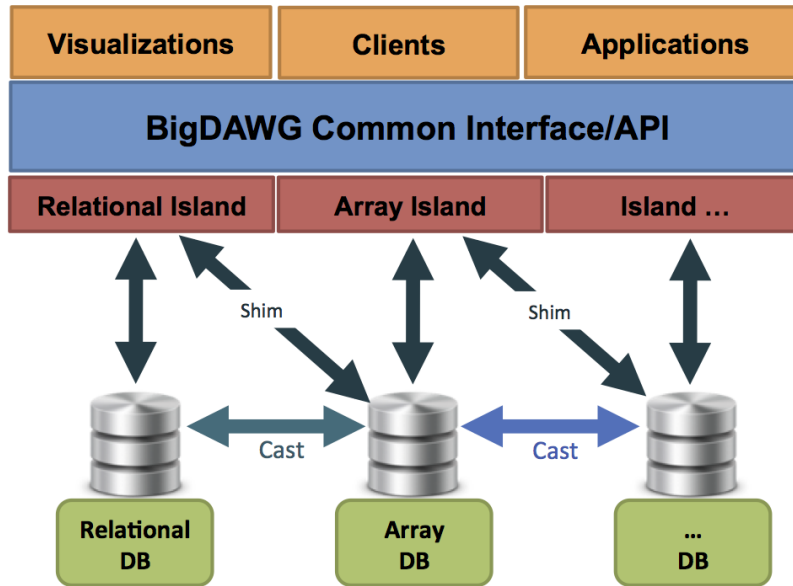 Visualizations
Clients
Applications
BigDAWG Common Interface/API
Relational Island
Array Island
Island …
Shim
Shim
Cast
Cast
Relational
DB
Array
DB
...
DB